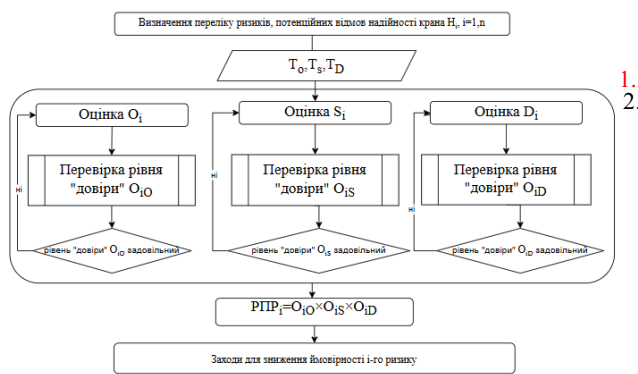 Визначення переліку ризиків, потенційних відмов надійності крана Hᵢ, i=1,n
Tₒ,Tₛ,T_D
Оцінка Oᵢ
Оцінка Sᵢ
Оцінка Dᵢ
1.
2.
Перевірка рівня
"довіри" O_iO
Перевірка рівня
"довіри" O_iS
Перевірка рівня
"довіри" O_iD
ні
ні
ні
рівень "довіри" O_iO задовільний
рівень "довіри" O_iS задовільний
рівень "довіри" O_iD задовільний
РПРᵢ=O_iO×O_iS×O_iD
Заходи для зниження ймовірності і-го ризику